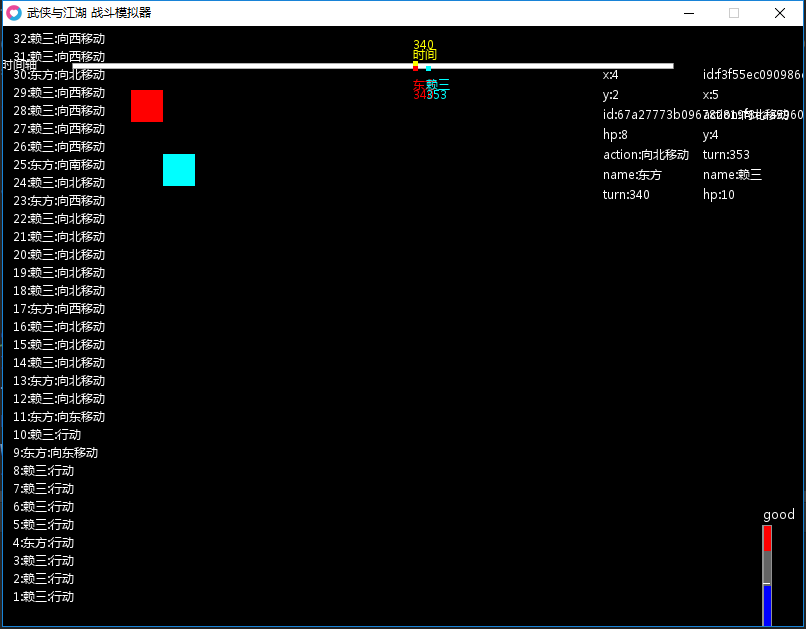 武侠与江湖 战斗模拟器
32:赖三:向西移动
31:赖三:向西移动
时间轴
30:东方:向北移动
29:赖三:向西移动
28:赖三:向西移动
27:赖三:向西移动
26:赖三:向西移动
25:东方:向南移动
24:赖三:向北移动
23:东方:向西移动
22:赖三:向北移动
21:赖三:向北移动
20:赖三:向北移动
19:赖三:向北移动
18:赖三:向北移动
17:东方:向西移动
16:赖三:向北移动
15:赖三:向北移动
14:赖三:向北移动
13:东方:向北移动
12:赖三:向北移动
11:东方:向东移动
10:赖三:行动
9:东方:向东移动
8:赖三:行动
7:赖三:行动
6:赖三:行动
5:赖三:行动
4:东方:行动
3:赖三:行动
2:赖三:行动
1:赖三:行动
340
时间
东
赖三
353
x:4
y:2
hp:8
action:向北移动
name:东方
turn:340
id:f3f55ec090986
x:5
y:4
turn:353
name:赖三
hp:10
good